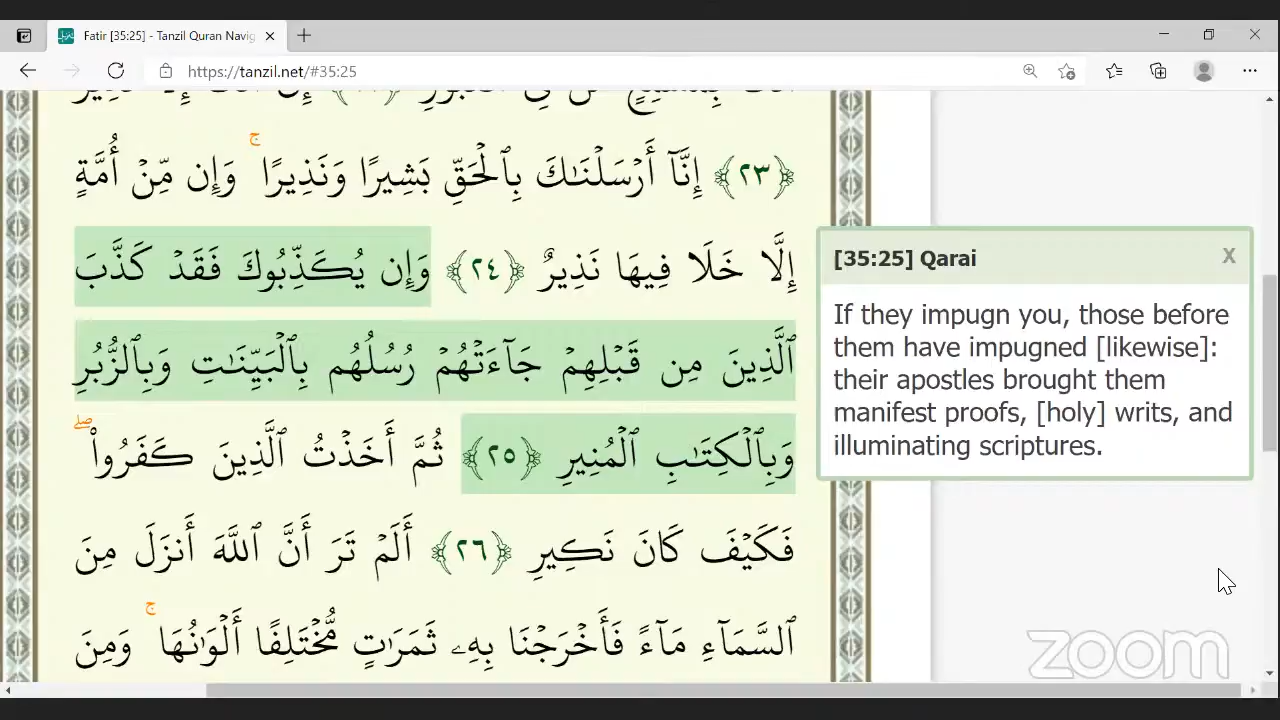 Fatir [35:25] - Tanzil Quran Navig
https://tanzil.net/#35:25
﴿٢٣﴾ إِنَّآ أَرْسَلْنَـٰكَ بِٱلْحَقِّ بَشِيرًا وَنَذِيرًا ۚ وَإِن مِّنْ أُمَّةٍ
إِلَّا خَلَا فِيهَا نَذِيرٌ ﴿٢٤﴾ وَإِن يُكَذِّبُوكَ فَقَدْ كَذَّبَ
ٱلَّذِينَ مِن قَبْلِهِمْ جَآءَتْهُمْ رُسُلُهُم بِٱلْبَيِّنَـٰتِ وَبِٱلزُّبُرِ
وَبِٱلْكِتَـٰبِ ٱلْمُنِيرِ ﴿٢٥﴾ ثُمَّ أَخَذْتُ ٱلَّذِينَ كَفَرُوا۟ ۖ
فَكَيْفَ كَانَ نَكِيرِ ﴿٢٦﴾ أَلَمْ تَرَ أَنَّ ٱللَّهَ أَنزَلَ مِنَ
ٱلسَّمَآءِ مَآءً فَأَخْرَجْنَا بِهِۦ ثَمَرَٰتٍ مُّخْتَلِفًا أَلْوَٰنُهَا ۚ وَمِنَ
[35:25] Qarai
X
If they impugn you, those before
them have impugned [likewise]:
their apostles brought them
manifest proofs, [holy] writs, and
illuminating scriptures.
zoom